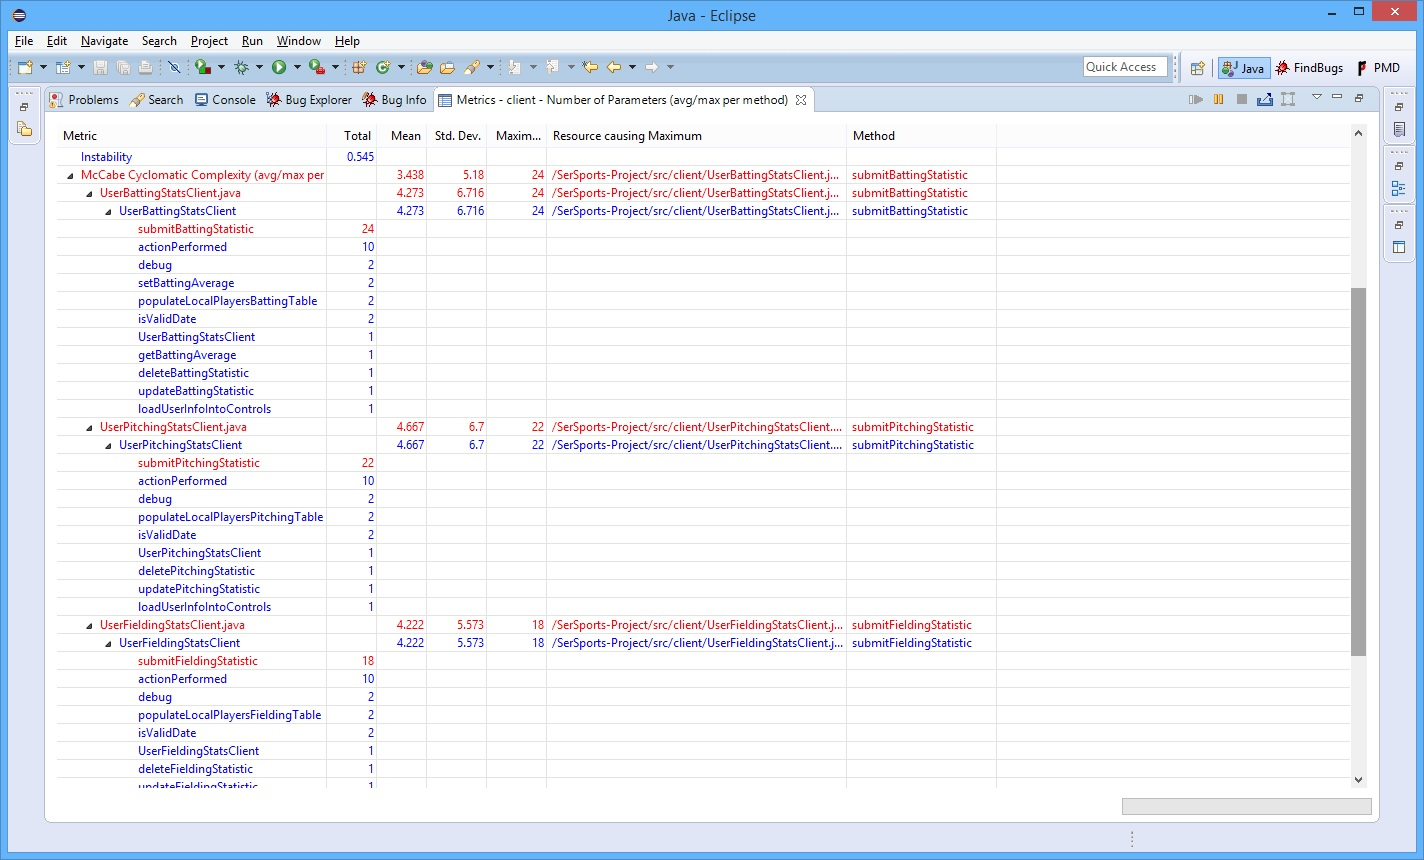 Java - Eclipse
File Edit Navigate Search Project Run Window Help
Quick Access Java FindBugs PMD
Problems Search Console Bug Explorer Bug Info Metrics - client - Number of Parameters (avg/max per method)
Metric Total Mean Std. Dev. Maxim... Resource causing Maximum Method
Instability 0.545
McCabe Cyclomatic Complexity (avg/max per 3.438 5.18 24 /SerSports-Project/src/client/UserBattingStatsClient.j... submitBattingStatistic
UserBattingStatsClient.java 4.273 6.716 24 /SerSports-Project/src/client/UserBattingStatsClient.j... submitBattingStatistic
UserBattingStatsClient 4.273 6.716 24 /SerSports-Project/src/client/UserBattingStatsClient.j... submitBattingStatistic
submitBattingStatistic 24
actionPerformed 10
debug 2
setBattingAverage 2
populateLocalPlayersBattingTable 2
isValidDate 2
UserBattingStatsClient 1
getBattingAverage 1
deleteBattingStatistic 1
updateBattingStatistic 1
loadUserInfoIntoControls 1
UserPitchingStatsClient.java 4.667 6.7 22 /SerSports-Project/src/client/UserPitchingStatsClient.... submitPitchingStatistic
UserPitchingStatsClient 4.667 6.7 22 /SerSports-Project/src/client/UserPitchingStatsClient.... submitPitchingStatistic
submitPitchingStatistic 22
actionPerformed 10
debug 2
populateLocalPlayersPitchingTable 2
isValidDate 2
UserPitchingStatsClient 1
deletePitchingStatistic 1
updatePitchingStatistic 1
loadUserInfoIntoControls 1
UserFieldingStatsClient.java 4.222 5.573 18 /SerSports-Project/src/client/UserFieldingStatsClient.j... submitFieldingStatistic
UserFieldingStatsClient 4.222 5.573 18 /SerSports-Project/src/client/UserFieldingStatsClient.j... submitFieldingStatistic
submitFieldingStatistic 18
actionPerformed 10
debug 2
populateLocalPlayersFieldingTable 2
isValidDate 2
UserFieldingStatsClient 1
deleteFieldingStatistic 1
updateFieldingStatistic 1